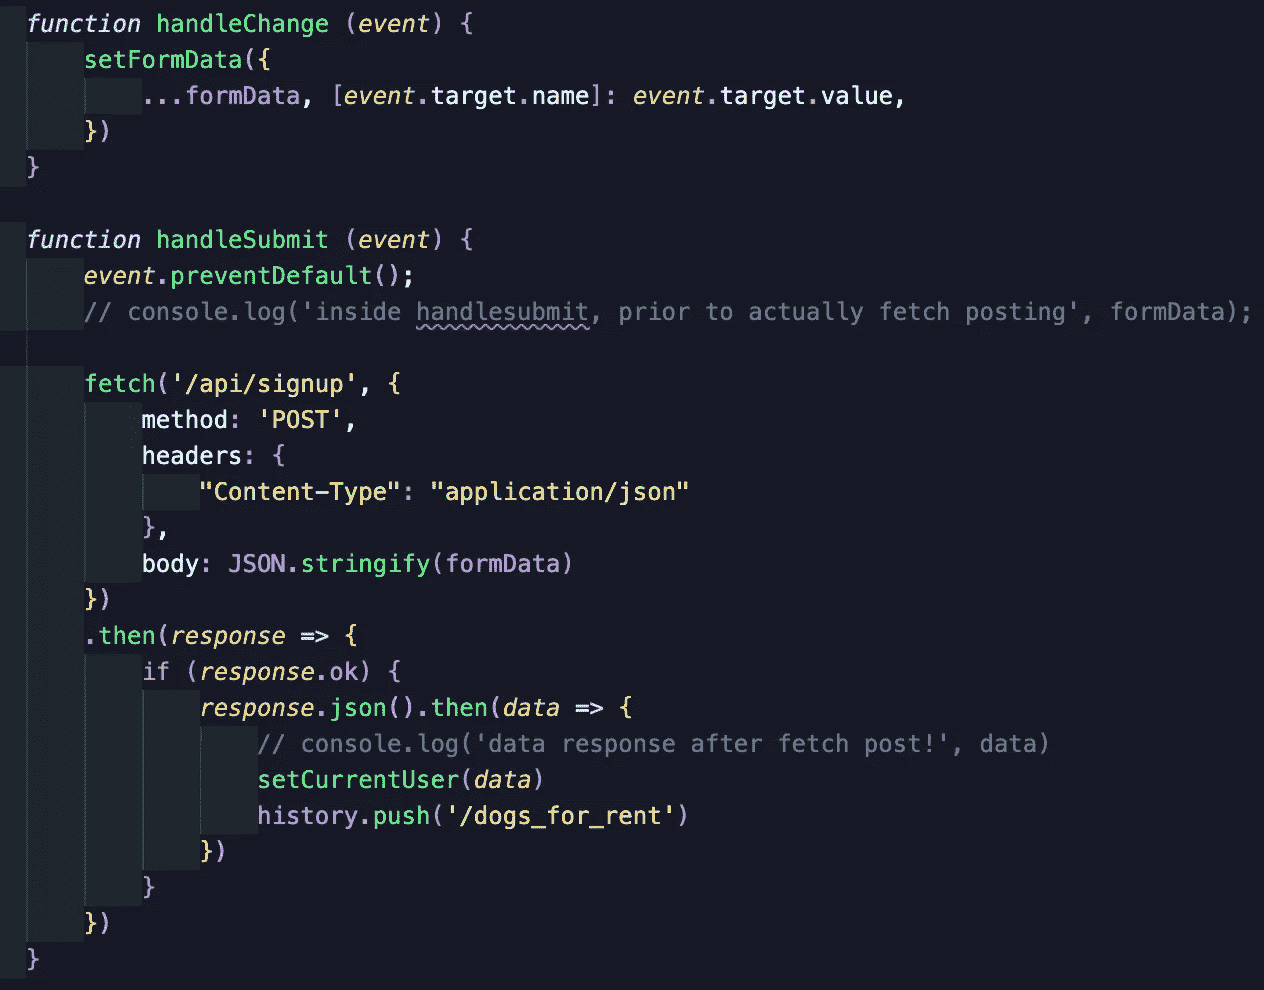 function handleChange (event) {
setFormData({
...formData, [event.target.name]: event.target.value,
})
}
function handleSubmit (event) {
event.preventDefault();
// console.log('inside handlesubmit, prior to actually fetch posting', formData);
fetch('/api/signup', {
method: 'POST',
headers: {
"Content-Type": "application/json"
},
body: JSON.stringify(formData)
})
.then(response => {
if (response.ok) {
response.json().then(data => {
// console.log('data response after fetch post!', data)
setCurrentUser(data)
history.push('/dogs_for_rent')
})
}
})
}